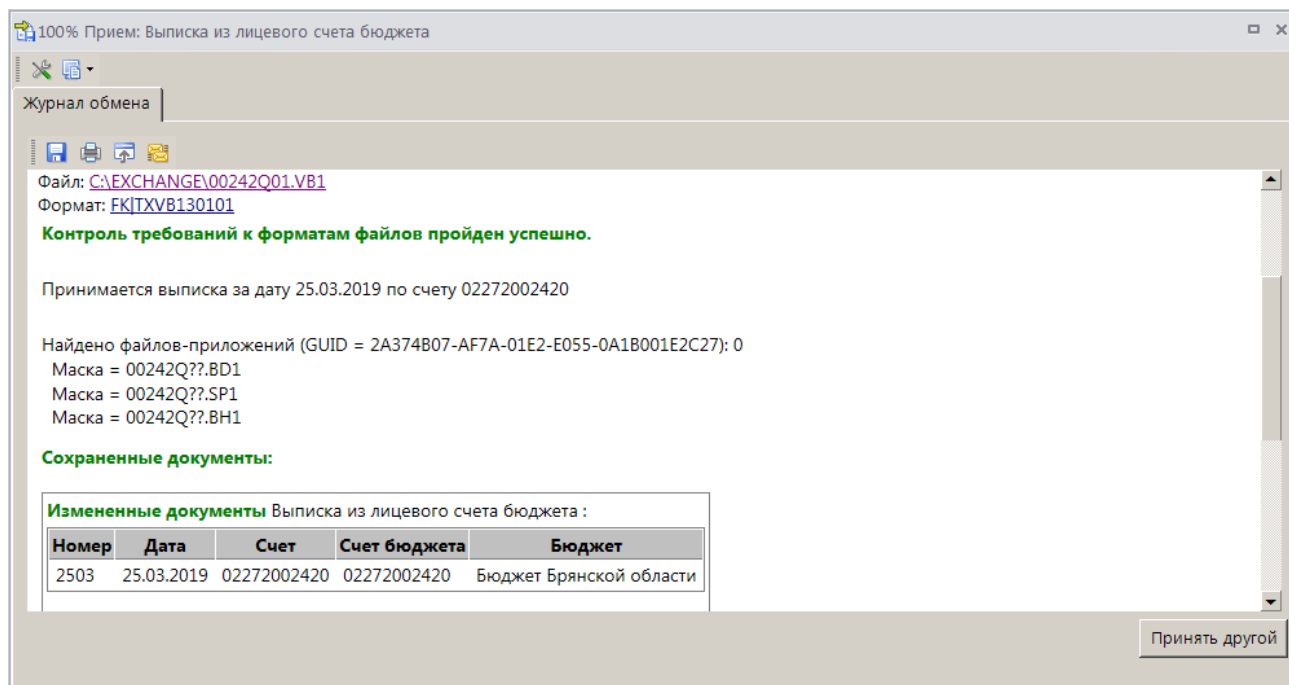 100% Прием: Выписка из лицевого счета бюджета
Журнал обмена
Файл: C:\EXCHANGE\00242Q01.VB1
Формат: FK|TXVB130101
Контроль требований к форматам файлов пройден успешно.
Принимается выписка за дату 25.03.2019 по счету 02272002420
Найдено файлов-приложений (GUID = 2A374B07-AF7A-01E2-E055-0A1B001E2C27): 0
Маска = 00242Q??.BD1
Маска = 00242Q??.SP1
Маска = 00242Q??.BH1
Сохраненные документы:
Измененные документы Выписка из лицевого счета бюджета :
Номер Дата Счет Счет бюджета Бюджет
2503 25.03.2019 02272002420 02272002420 Бюджет Брянской области
Принять другой